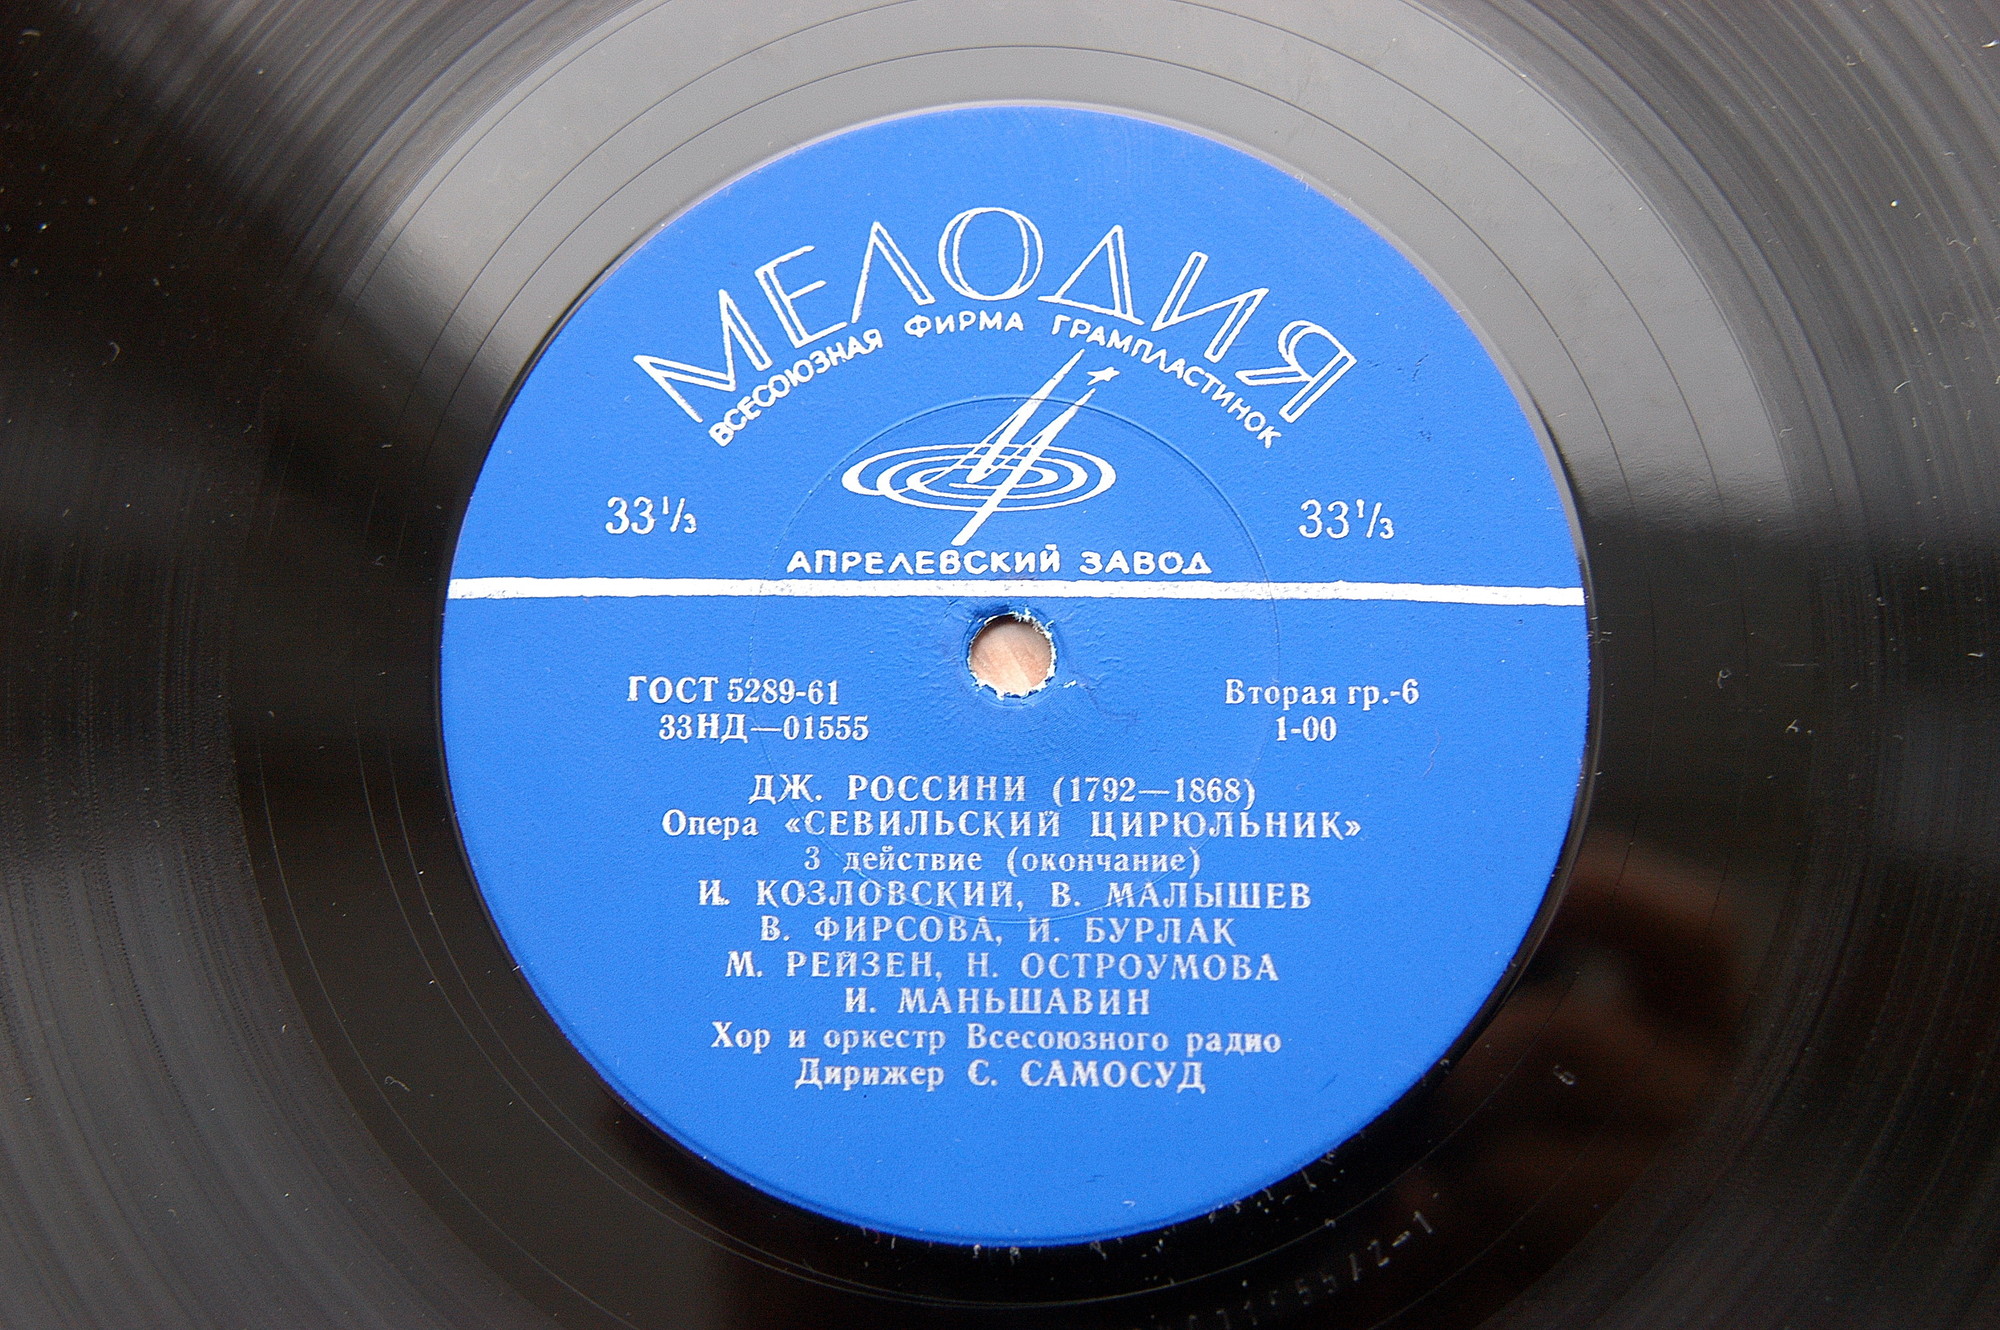 МЕЛОДИЯ
ВСЕСОЮЗНАЯ ФИРМА ГРАМПЛАСТИНОК
33⅓ 33⅓
АПРЕЛЕВСКИЙ ЗАВОД
ГОСТ 5289-61 Вторая гр.-6
33НД—01555 1-00
ДЖ. РОССИНИ (1792—1868)
Опера «СЕВИЛЬСКИЙ ЦИРЮЛЬНИК»
3 действие (окончание)
И. КОЗЛОВСКИЙ, В. МАЛЫШЕВ
В. ФИРСОВА, И. БУРЛАК
М. РЕЙЗЕН, Н. ОСТРОУМОВА
И. МАНЬШАВИН
Хор и оркестр Всесоюзного радио
Дирижер С. САМОСУД
6